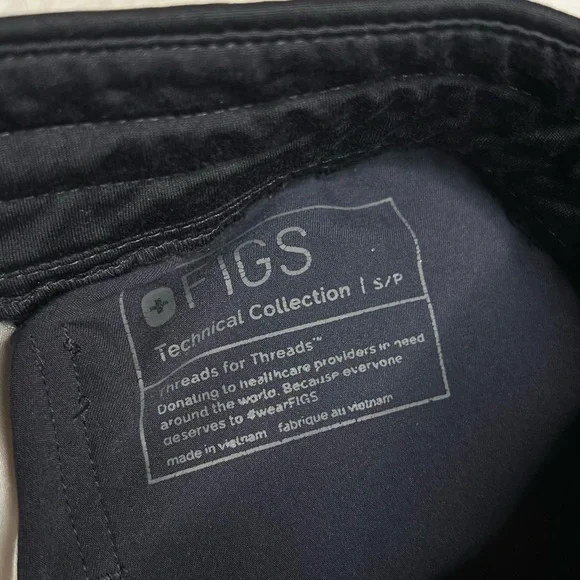 FIGS
Technical Collection | S/P
Threads for Threads™
Donating to healthcare providers in need
around the world. Because everyone
deserves to #wearFIGS
made in vietnam fabriqué au vietnam